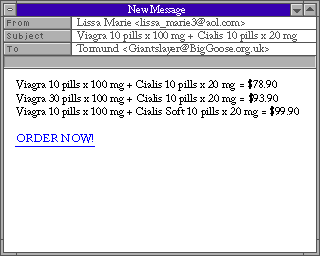 New Message
From Lissa Marie <lissa_marie3@aol.com>
Subject Viagra 10 pills x 100 mg + Cialis 10 pills x 20 mg
To Tormund <Giantslayer@BigGoose.org.uk>
Viagra 10 pills x 100 mg + Cialis 10 pills x 20 mg = $78.90
Viagra 30 pills x 100 mg + Cialis 10 pills x 20 mg = $93.90
Viagra 10 pills x 100 mg + Cialis Soft 10 pills x 20 mg = $99.90
ORDER NOW!